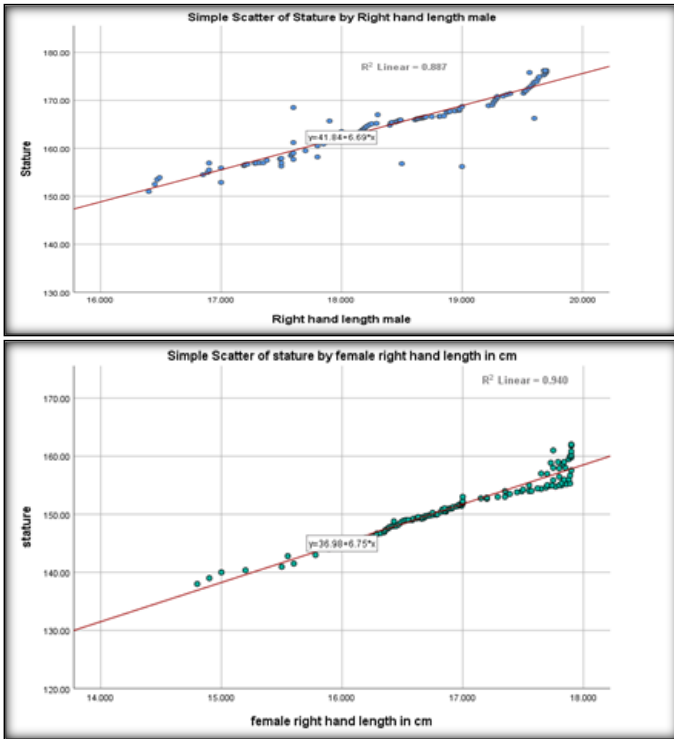 Simple Scatter of Stature by Right hand length male
R² Linear = 0.887
180.00
170.00
y=41.84+6.69*x
160.00
Stature
150.00
140.00
130.00
16.000 17.000 18.000 19.000 20.000
Right hand length male
Simple Scatter of stature by female right hand length in cm
R² Linear = 0.940
170.00
160.00
150.00
stature
y=36.98+6.75*x
140.00
130.00
120.00
14.000 15.000 16.000 17.000 18.000
female right hand length in cm